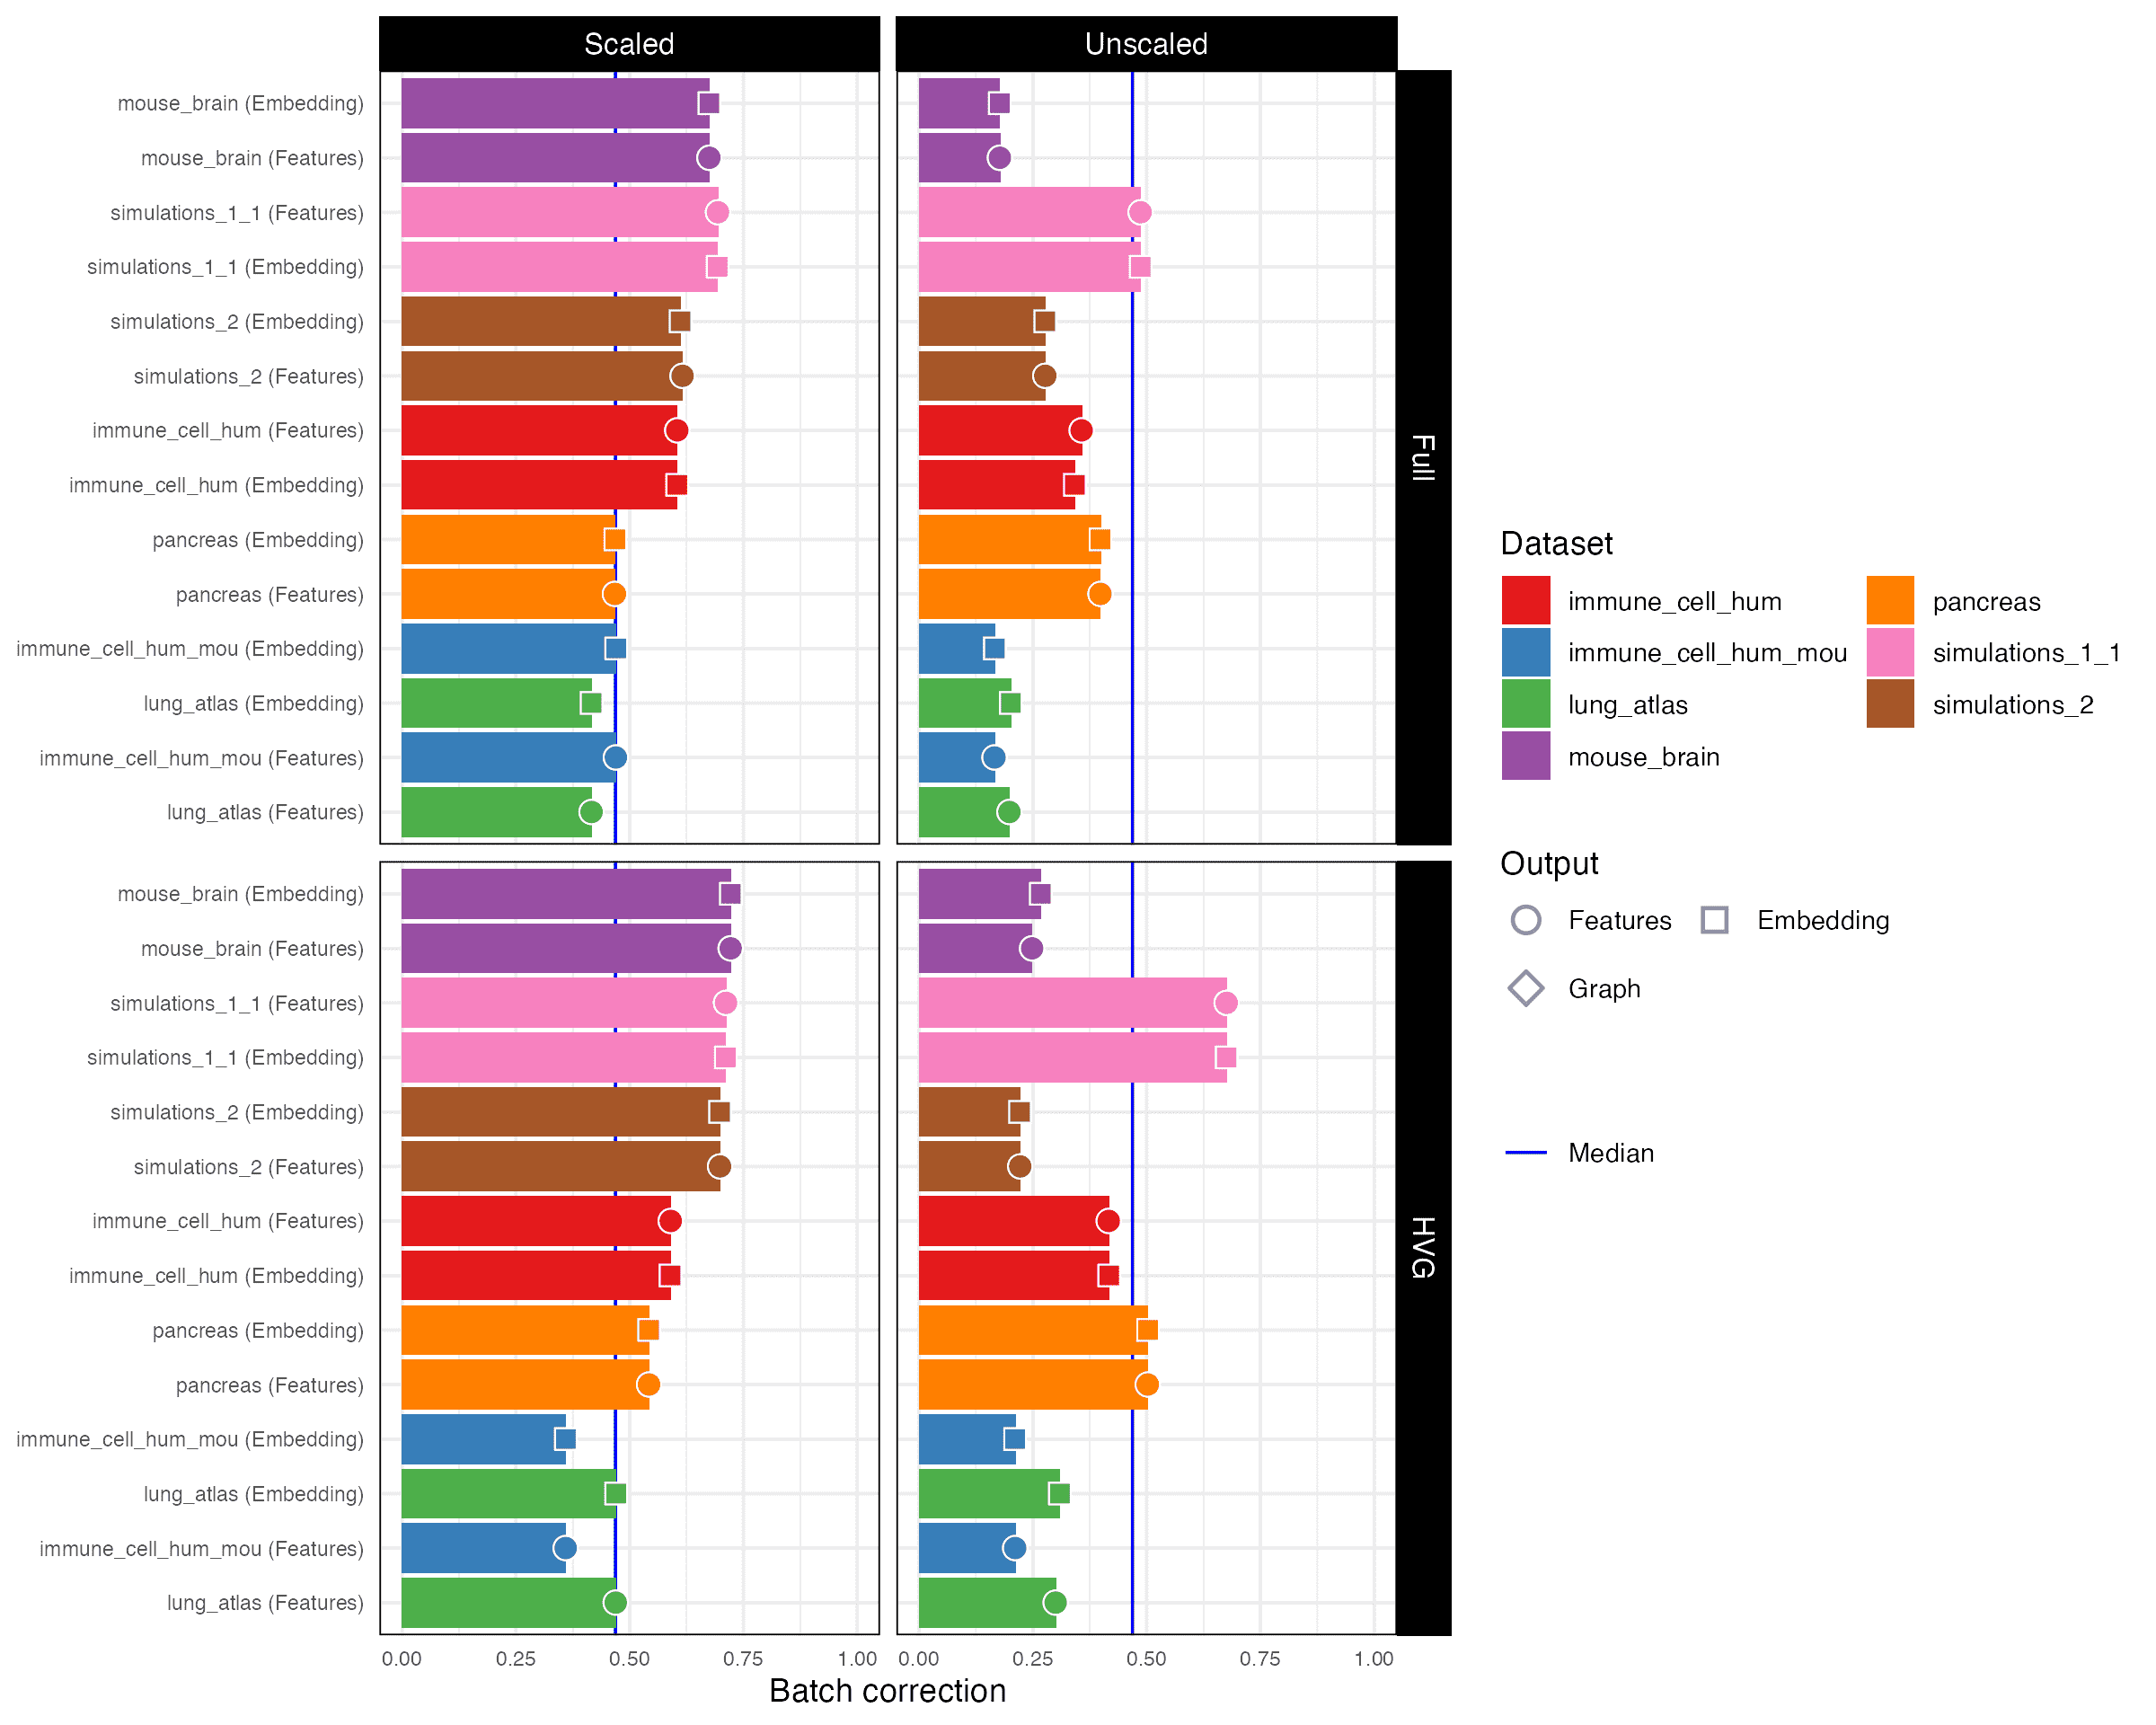 Scaled
Unscaled
mouse_brain (Embedding)
mouse_brain (Features)
simulations_1_1 (Features)
simulations_1_1 (Embedding)
simulations_2 (Embedding)
simulations_2 (Features)
immune_cell_hum (Features)
immune_cell_hum (Embedding)
pancreas (Embedding)
pancreas (Features)
immune_cell_hum_mou (Embedding)
lung_atlas (Embedding)
immune_cell_hum_mou (Features)
lung_atlas (Features)
Full
mouse_brain (Embedding)
mouse_brain (Features)
simulations_1_1 (Features)
simulations_1_1 (Embedding)
simulations_2 (Embedding)
simulations_2 (Features)
immune_cell_hum (Features)
immune_cell_hum (Embedding)
pancreas (Embedding)
pancreas (Features)
immune_cell_hum_mou (Embedding)
lung_atlas (Embedding)
immune_cell_hum_mou (Features)
lung_atlas (Features)
HVG
0.00 0.25 0.50 0.75 1.00
0.00 0.25 0.50 0.75 1.00
Batch correction
Dataset
immune_cell_hum
immune_cell_hum_mou
lung_atlas
mouse_brain
pancreas
simulations_1_1
simulations_2
Output
Features
Embedding
Graph
Median